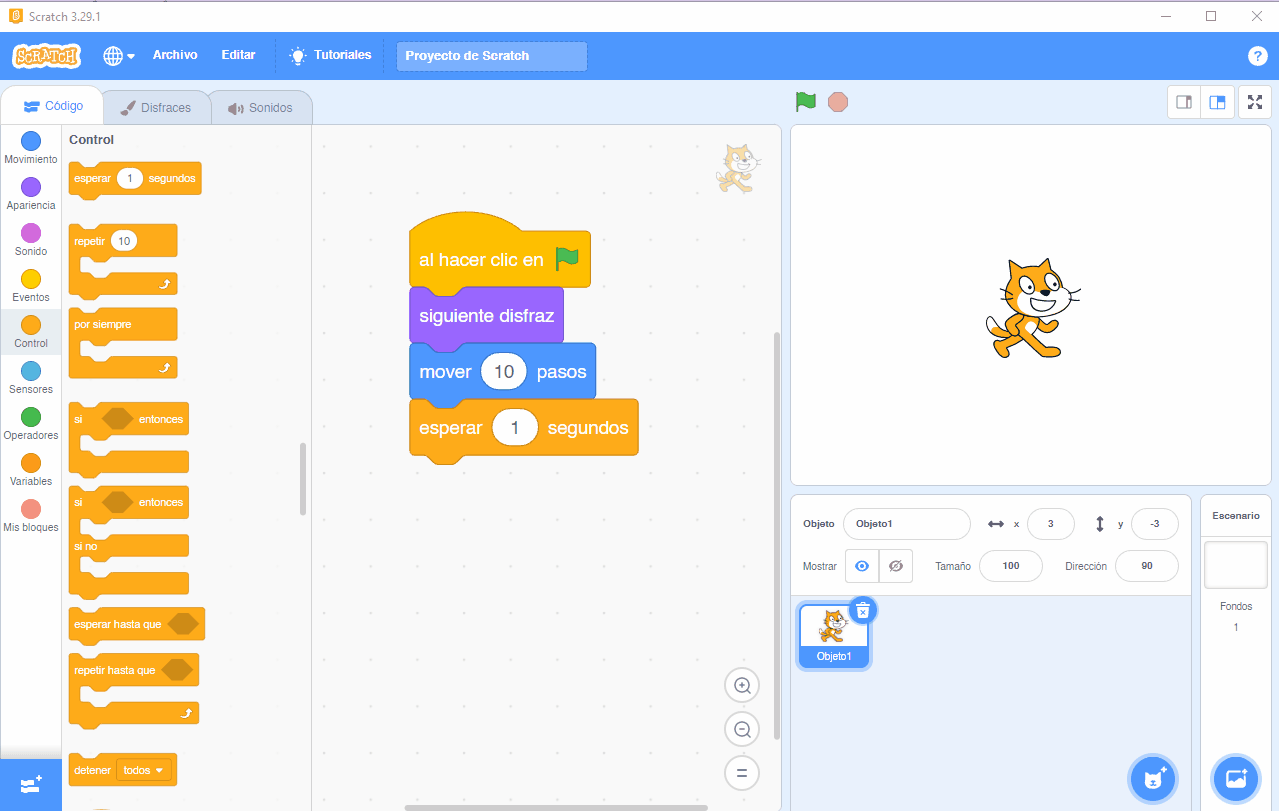 Scratch 3.29.1
SCRATCH
Archivo
Editar
Tutoriales
Proyecto de Scratch
?
Código
Disfraces
Sonidos
Movimiento
Apariencia
Sonido
Eventos
Control
Sensores
Operadores
Variables
Mis bloques
Control
esperar 1 segundos
repetir 10
por siempre
si entonces
si entonces
si no
esperar hasta que
repetir hasta que
detener todos
al hacer clic en
siguiente disfraz
mover 10 pasos
esperar 1 segundos
Objeto Objeto1 x 3 y -3
Mostrar Tamaño 100 Dirección 90
Objeto1
Escenario
Fondos
1